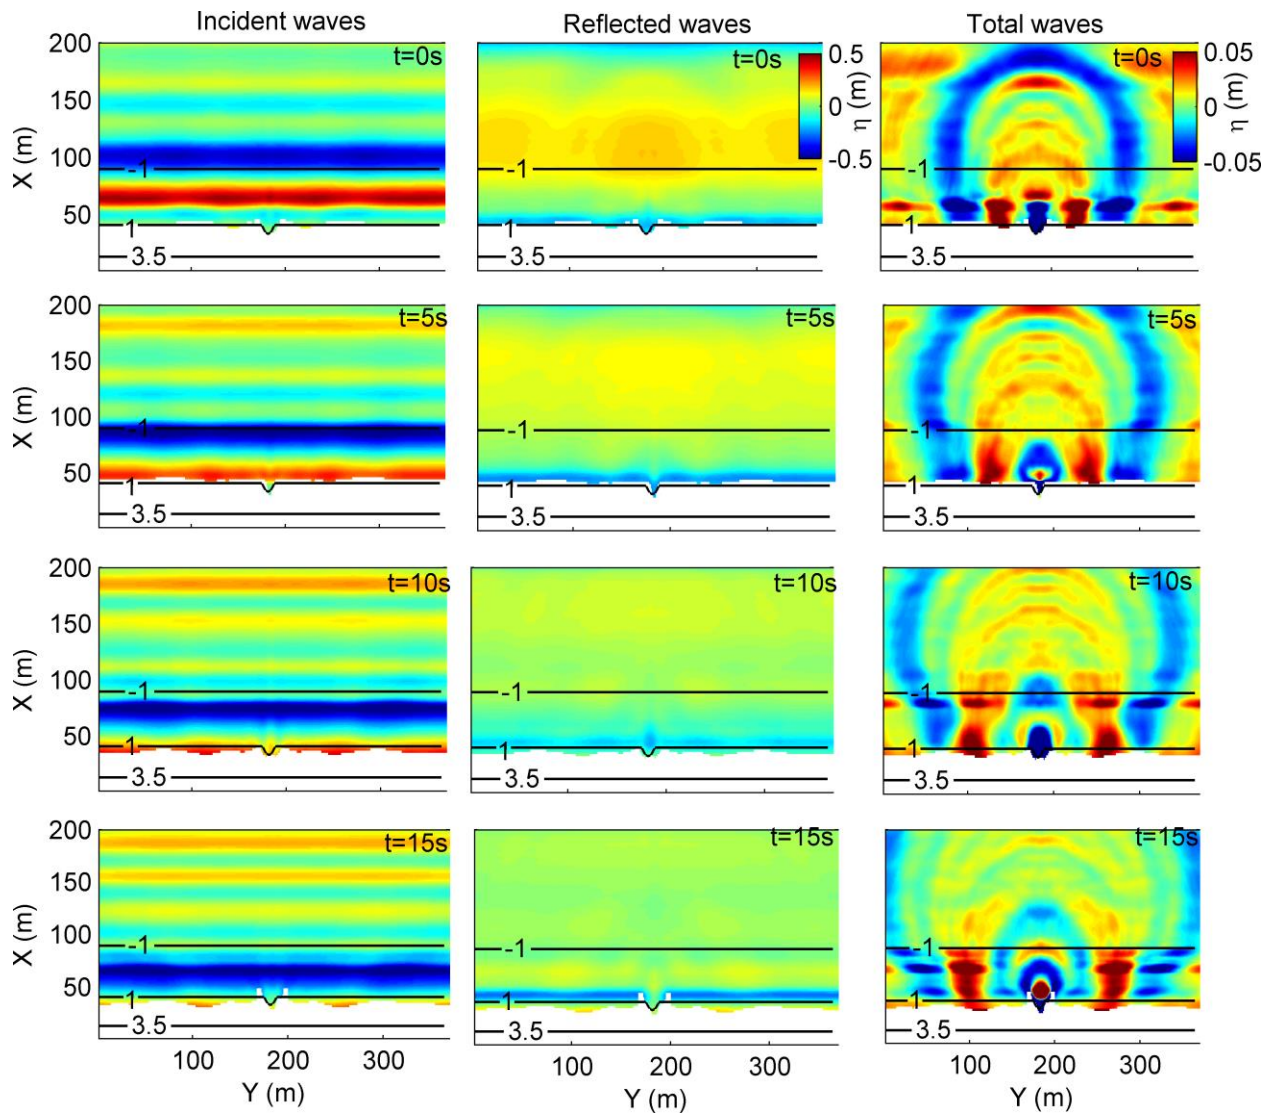 Incident waves
Reflected waves
Total waves
200
150
100
50
X (m)
t=0s
-1
1
3.5
t=0s
0.5
0
-0.5
η (m)
-1
1
3.5
t=0s
0.05
0
-0.05
η (m)
-1
1
3.5
200
150
100
50
X (m)
t=5s
-1
1
3.5
t=5s
-1
1
3.5
t=5s
-1
1
3.5
200
150
100
50
X (m)
t=10s
-1
1
3.5
t=10s
-1
1
3.5
t=10s
-1
1
3.5
200
150
100
50
X (m)
t=15s
-1
1
3.5
t=15s
-1
1
3.5
t=15s
-1
1
3.5
100 200 300
100 200 300
100 200 300
Y (m)
Y (m)
Y (m)